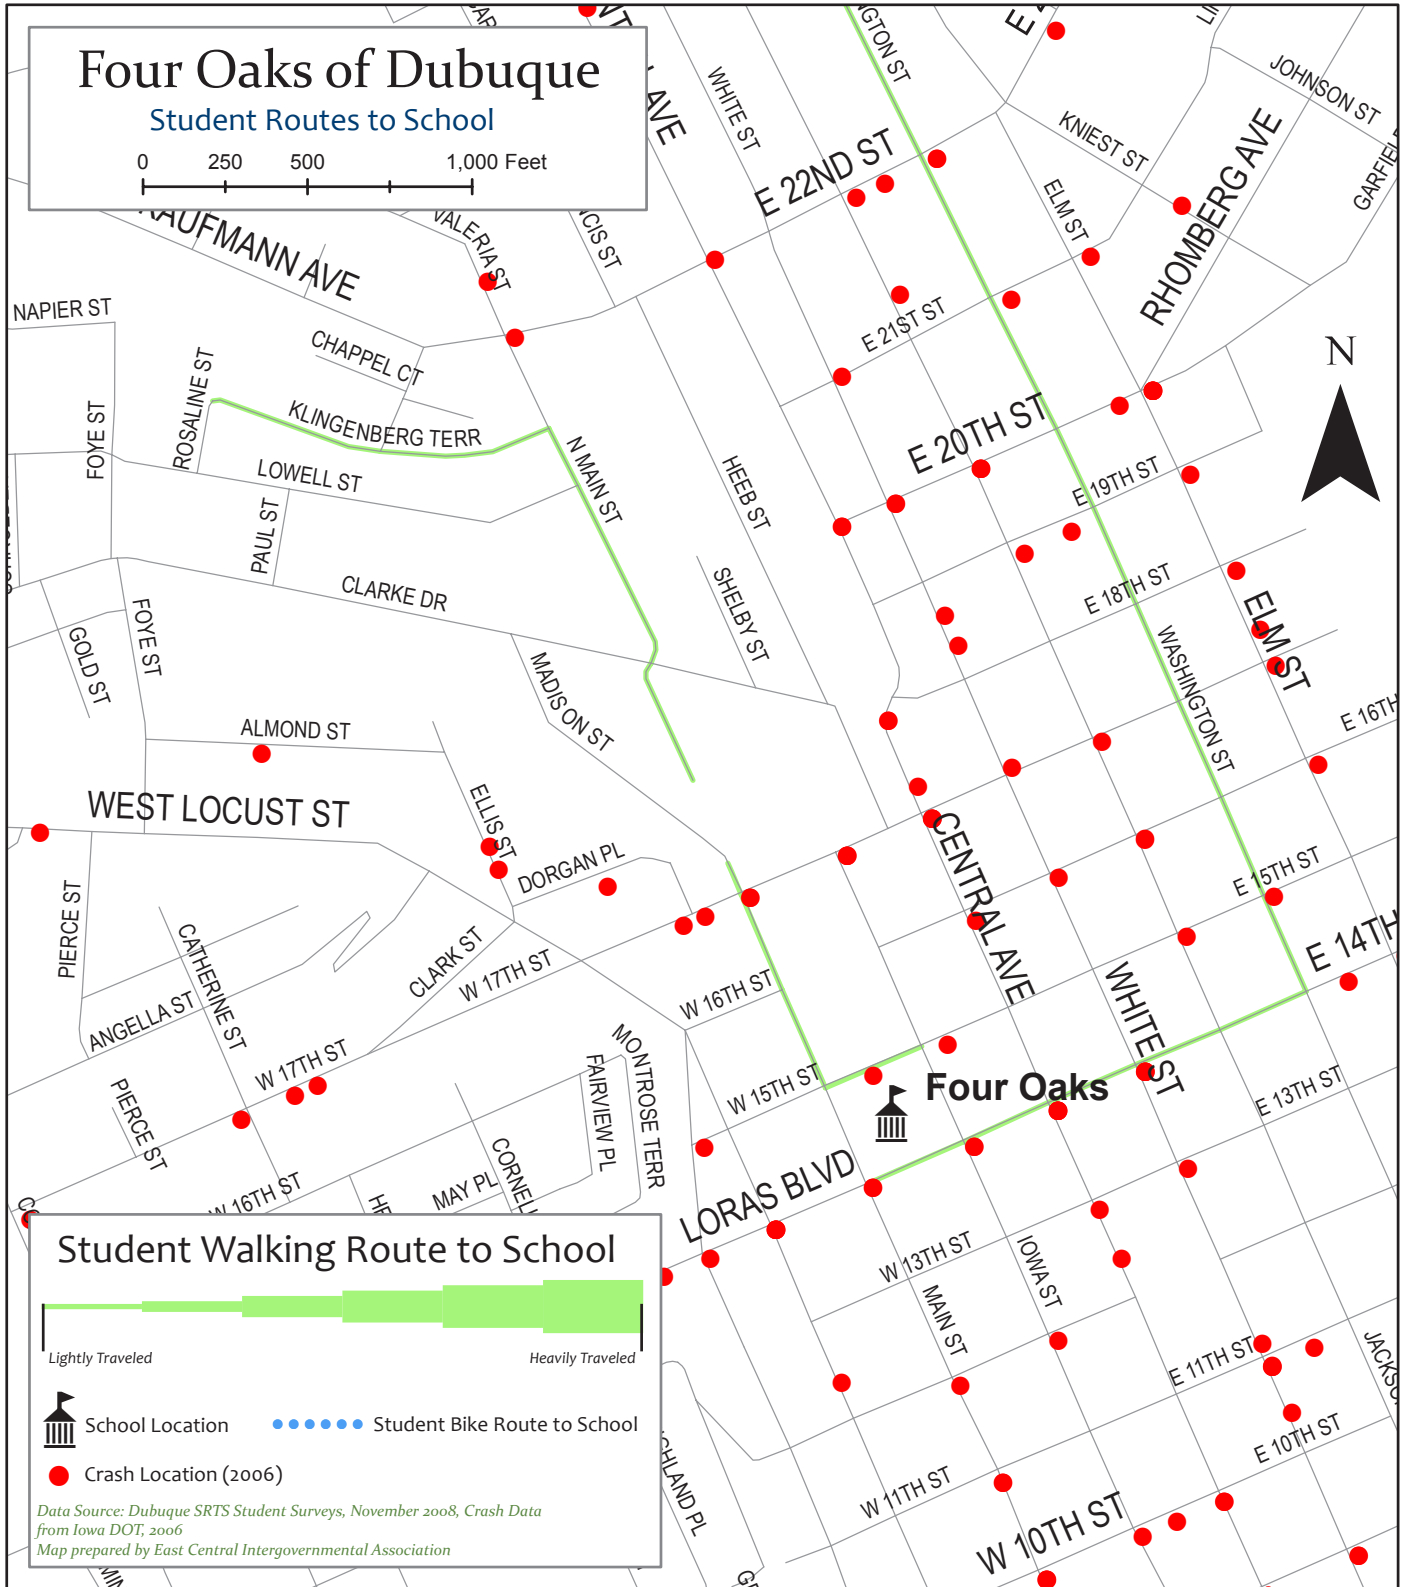 Four Oaks of Dubuque
Student Routes to School
0 250 500 1,000 Feet
WHITE ST
AVE
E 22ND ST
JOHNSON ST
KNIEST ST
ELM ST
RHOMBERG AVE
KAUFMANN AVE
VALERIA ST
NAPIER ST
CHAPPEL CT
E 21ST ST
N
ROSALINE ST
FOYE ST
KLINGENBERG TERR
LOWELL ST
N MAIN ST
HEEB ST
E 20TH ST
E 19TH ST
PAUL ST
CLARKE DR
SHELBY ST
E 18TH ST
ELM ST
FOYE ST
GOLD ST
MADISON ST
WASHINGTON ST
E 16TH
ALMOND ST
WEST LOCUST ST
ELLIS ST
DORGAN PL
CENTRAL AVE
E 15TH ST
PIERCE ST
CATHERINE ST
CLARK ST
W 17TH ST
W 16TH ST
WHITE ST
E 14TH
ANGELLA ST
W 17TH ST
MONTROSE TERR
FAIRVIEW PL
W 15TH ST
Four Oaks
E 13TH ST
PIERCE ST
W 16TH ST
MAY PL
LORAS BLVD
W 13TH ST
IOWA ST
MAIN ST
E 11TH ST
E 10TH ST
W 11TH ST
W 10TH ST
Student Walking Route to School
Lightly Traveled Heavily Traveled
School Location Student Bike Route to School
Crash Location (2006)
Data Source: Dubuque SRTS Student Surveys, November 2008, Crash Data
from Iowa DOT, 2006
Map prepared by East Central Intergovernmental Association